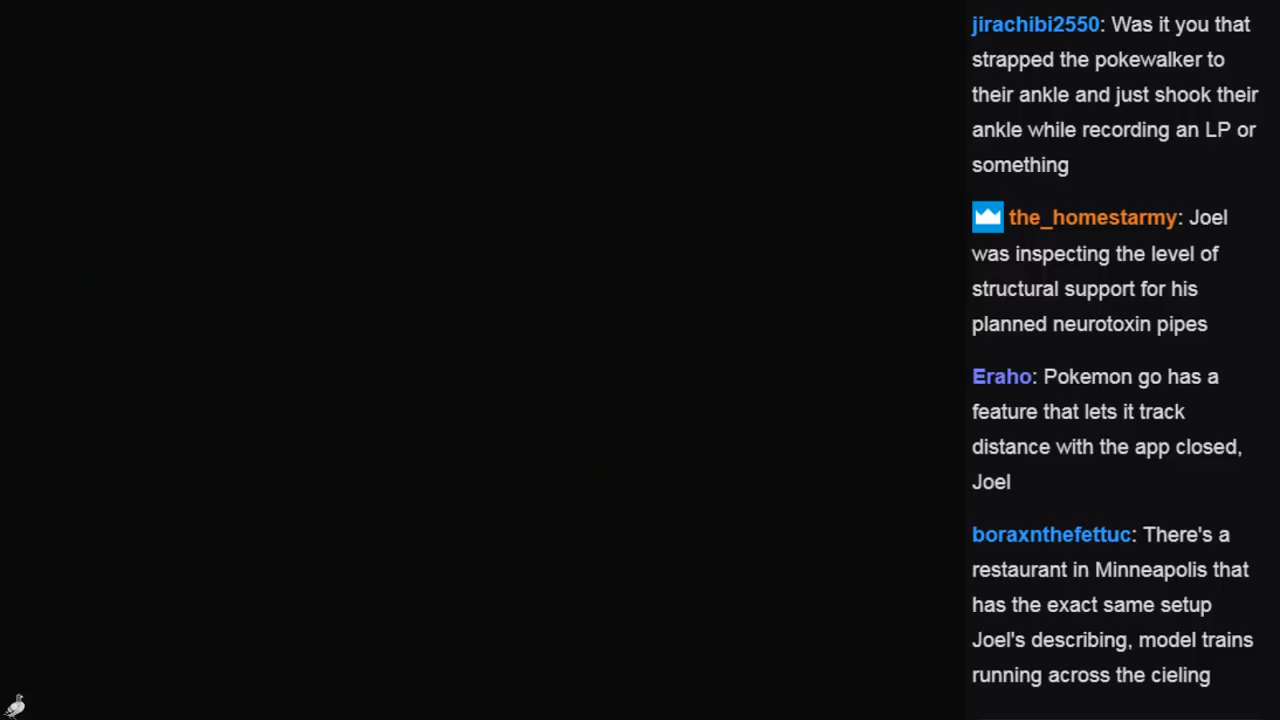 jirachibi2550: Was it you that
strapped the pokewalker to
their ankle and just shook their
ankle while recording an LP or
something
the_homestarmy: Joel
was inspecting the level of
structural support for his
planned neurotoxin pipes
Eraho: Pokemon go has a
feature that lets it track
distance with the app closed,
Joel
boraxnthefettuc: There's a
restaurant in Minneapolis that
has the exact same setup
Joel's describing, model trains
running across the cieling